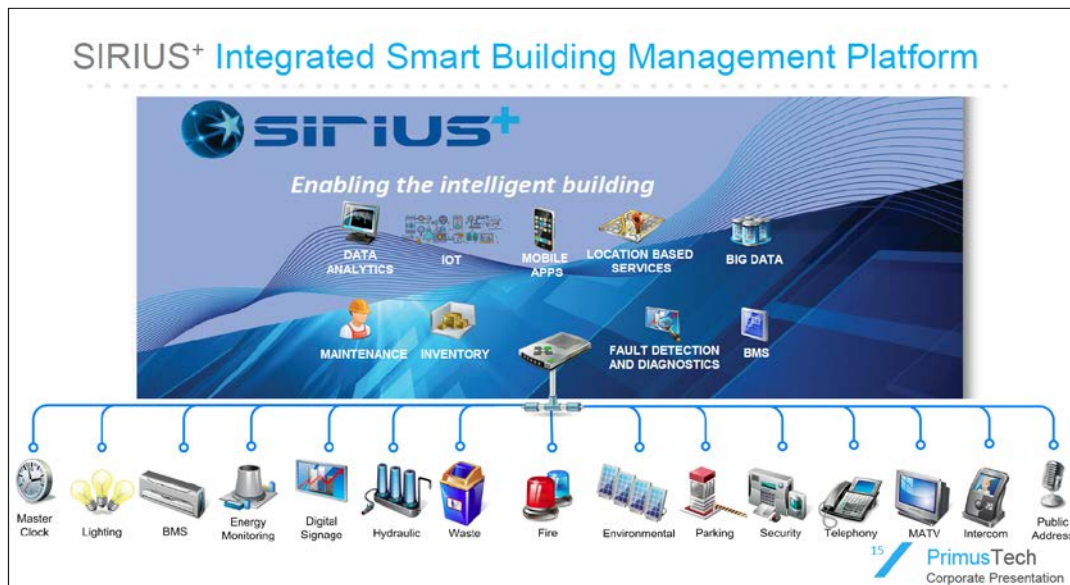 SIRIUS+ Integrated Smart Building Management Platform
sirius+
Enabling the intelligent building
DATA
ANALYTICS
IOT
MOBILE
APPS
LOCATION BASED
SERVICES
BIG DATA
MAINTENANCE
INVENTORY
FAULT DETECTION
AND DIAGNOSTICS
BMS
Master
Clock
Lighting
BMS
Energy
Monitoring
Digital
Signage
Hydraulic
Waste
Fire
Environmental
Parking
Security
Telephony
MATV
Intercom
Public
Address
15
PrimusTech
Corporate Presentation